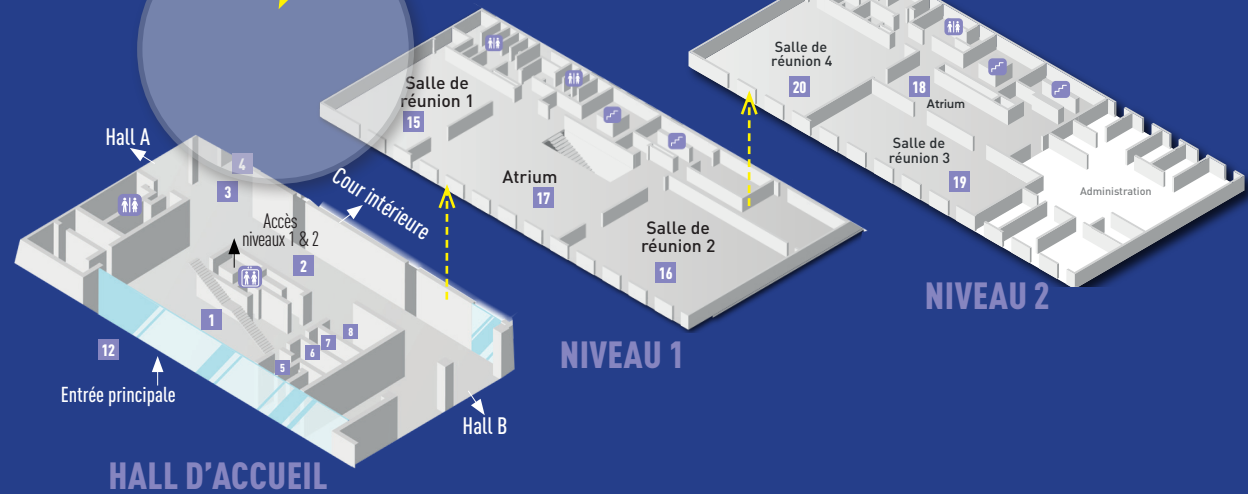 Hall A
4
3
Accès
niveaux 1 & 2
Cour intérieure
2
1
12
5
6
7
8
Entrée principale
Hall B
HALL D'ACCUEIL
Salle de
réunion 1
15
Atrium
17
Salle de
réunion 2
16
NIVEAU 1
Salle de
réunion 4
20
18
Atrium
Salle de
réunion 3
19
Administration
NIVEAU 2